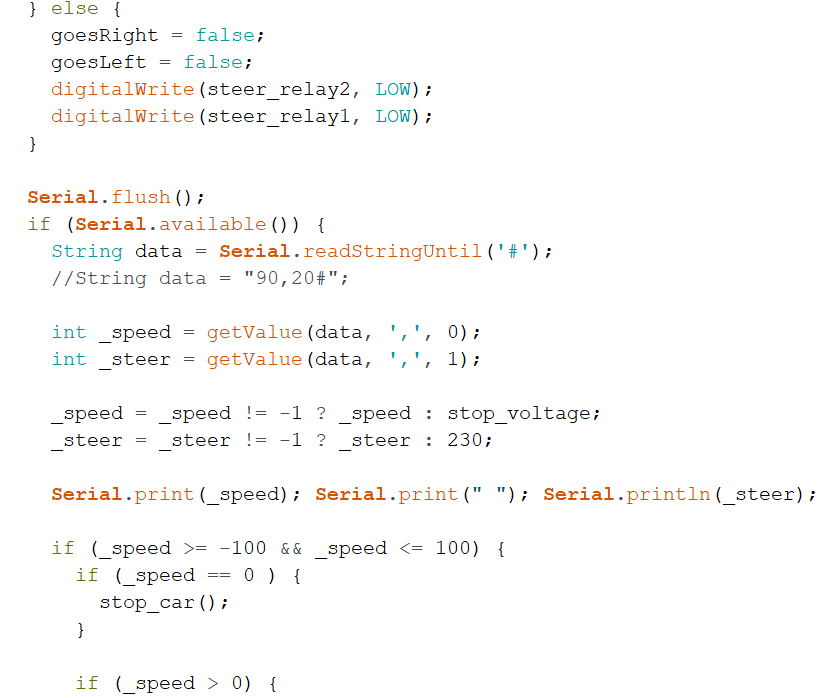 } else {
goesRight = false;
goesLeft = false;
digitalWrite(steer_relay2, LOW);
digitalWrite(steer_relay1, LOW);
}
Serial.flush();
if (Serial.available()) {
String data = Serial.readStringUntil('#');
//String data = "90,20#";
int _speed = getValue(data, ',', 0);
int _steer = getValue(data, ',', 1);
_speed = _speed != -1 ? _speed : stop_voltage;
_steer = _steer != -1 ? _steer : 230;
Serial.print(_speed); Serial.print(" "); Serial.println(_steer);
if (_speed >= -100 && _speed <= 100) {
if (_speed == 0 ) {
stop_car();
}
if (_speed > 0) {